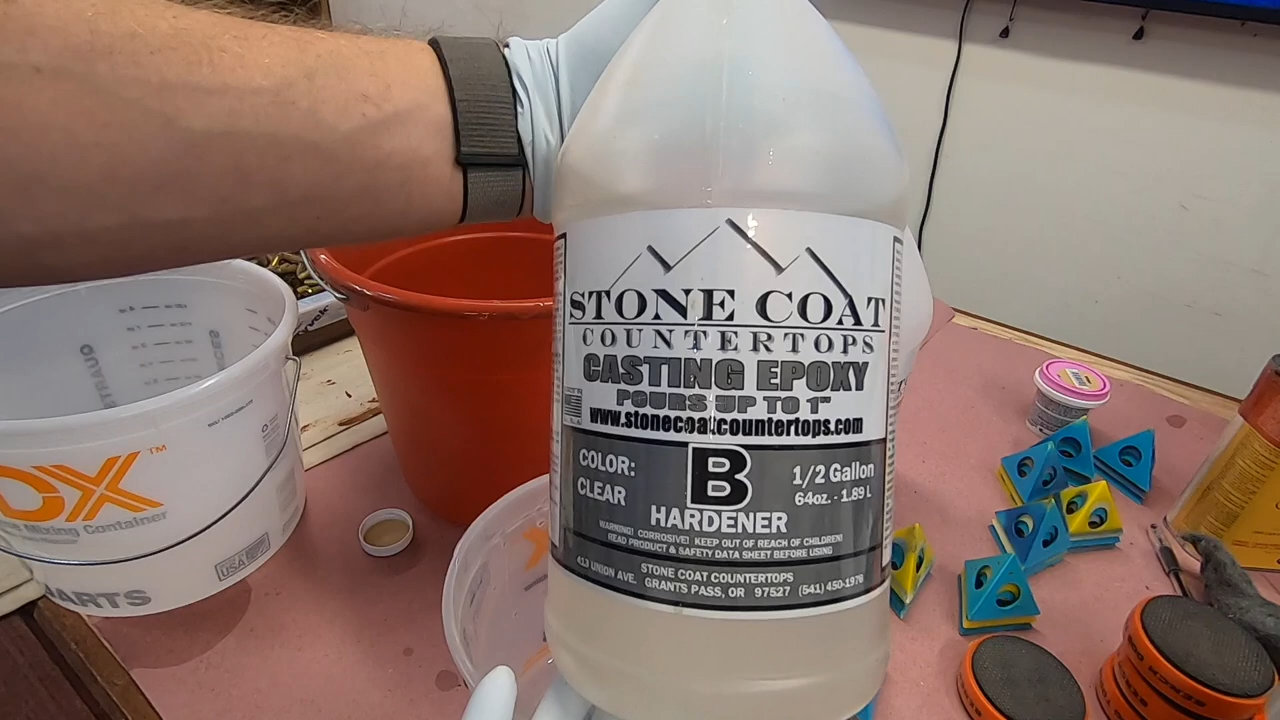 STONE COAT
COUNTERTOPS
CASTING EPOXY
POURS UP TO 1"
www.stonecoatcountertops.com
COLOR:
CLEAR
B
HARDENER
1/2 Gallon
64oz. - 1.89 L
WARNING! CORROSIVE! KEEP OUT OF REACH OF CHILDREN!
READ PRODUCT & SAFETY DATA SHEET BEFORE USING
STONE COAT COUNTERTOPS
413 UNION AVE. GRANTS PASS, OR 97527 (541) 450-1976
OX™
Mixing Container
USA